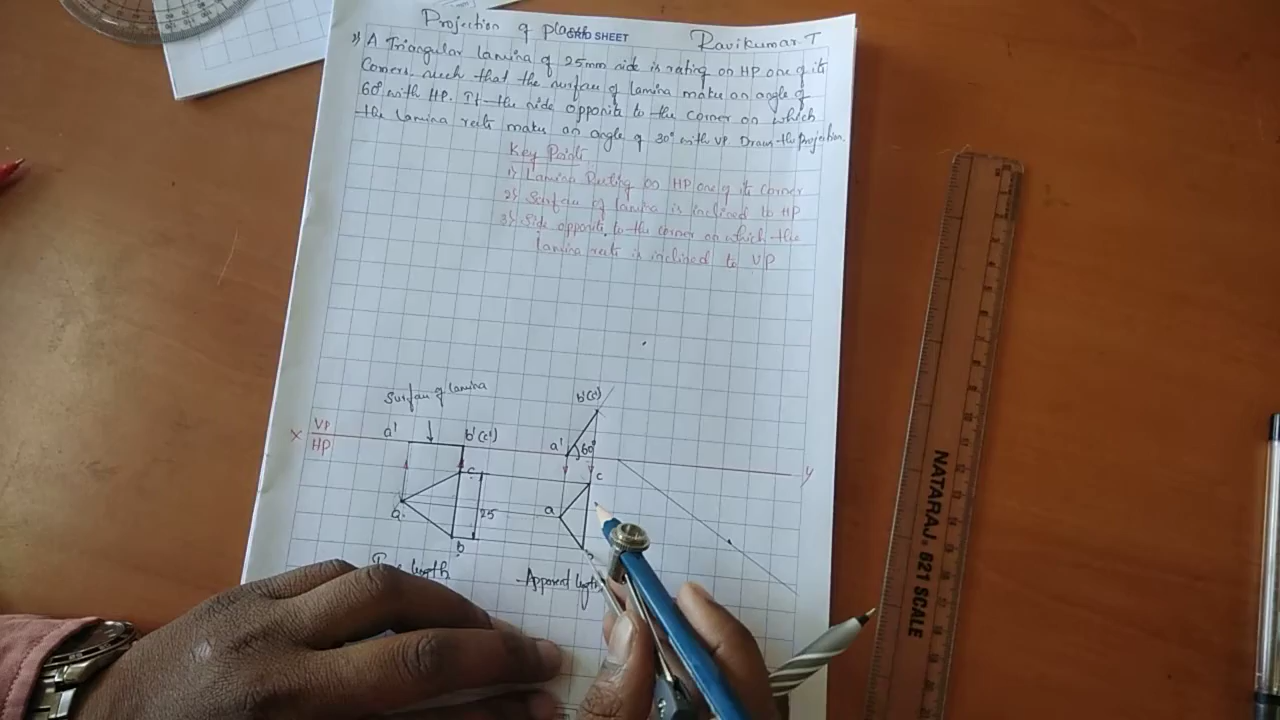 Projection of planes
GRID SHEET
Ravikumar.T
A Triangular lamina of 25mm side is resting on HP one of its
Corners. such that the surface of lamina makes an angle of
60° with HP. If the side opposite to the corner on which
the lamina rests makes an angle of 30° with VP. Draw the projection.
Key Points
1) Lamina Resting on HP one of its corner
2) Surface of lamina is inclined to HP
3) Side opposite to the corner on which the
lamina rests is inclined to VP
Surface of lamina
b'(c')
X VP
HP
a' b'(c')
a' 60°
y
c
c
a
a
25
b
length
Apparent length
NATARAJ. 621 SCALE